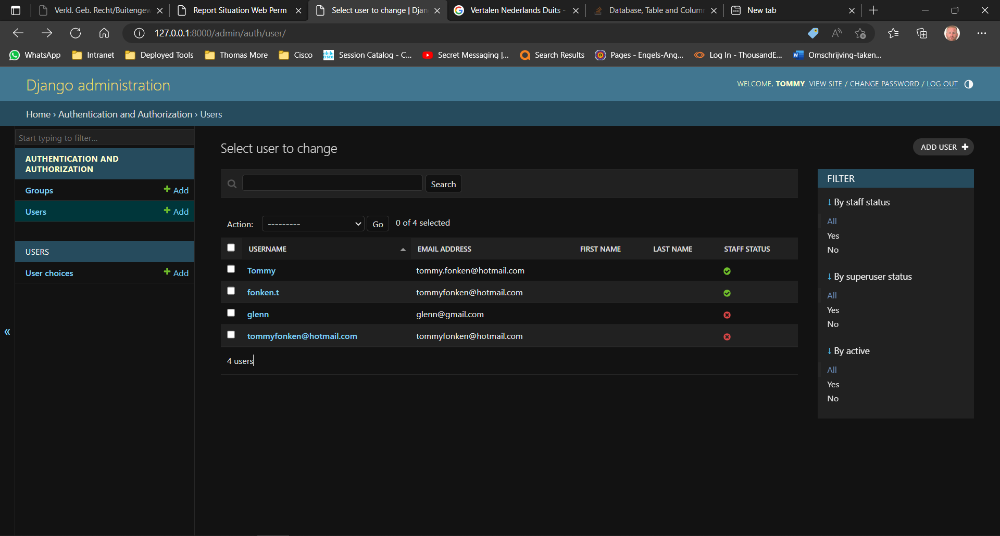 Verkl. Geb. Recht/Buitengew
Report Situation Web Perm
Select user to change | Djan
Vertalen Nederlands Duits -
Database, Table and Column
New tab
127.0.0.1:8000/admin/auth/user/
WhatsApp
Intranet
Deployed Tools
Thomas More
Cisco
Session Catalog - C...
Secret Messaging |...
Search Results
Pages - Engels-Ang...
Log In - ThousandE...
Omschrijving-taken...
Django administration
WELCOME, TOMMY. VIEW SITE / CHANGE PASSWORD / LOG OUT
Home › Authentication and Authorization › Users
Start typing to filter...
AUTHENTICATION AND
AUTHORIZATION
Groups
Add
Users
Add
USERS
User choices
Add
Select user to change
ADD USER
Search
Action:
---------
Go
0 of 4 selected
USERNAME EMAIL ADDRESS FIRST NAME LAST NAME STAFF STATUS
Tommy tommy.fonken@hotmail.com
fonken.t tommyfonken@hotmail.com
glenn glenn@gmail.com
tommyfonken@hotmail.com tommyfonken@hotmail.com
4 users
FILTER
↓ By staff status
All
Yes
No
↓ By superuser status
All
Yes
No
↓ By active
All
Yes
No